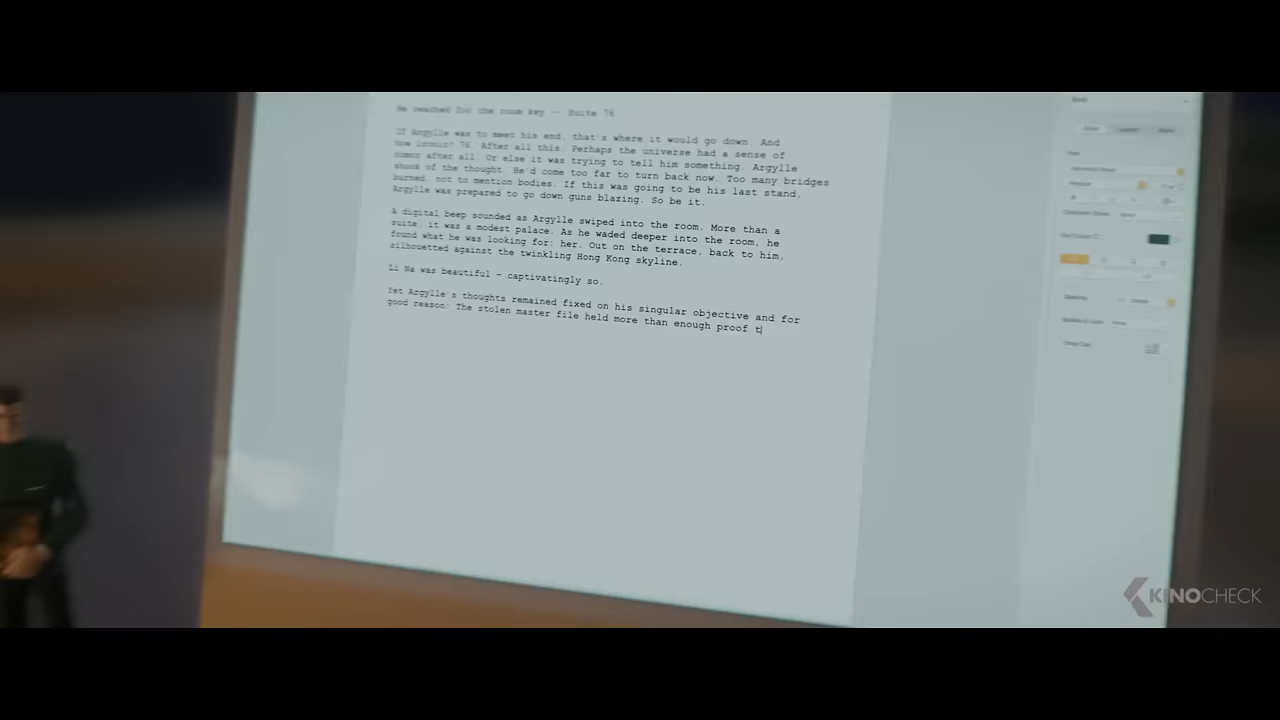 He reached for the room key -- Suite 76
If Argylle was to meet his end, that's where it would go down. And
how ironic? 76. After all this. Perhaps the universe had a sense of
humor after all. Or else it was trying to tell him something. Argylle
shook of the thought. He'd come too far to turn back now. Too many bridges
burned, not to mention bodies. If this was going to be his last stand,
Argylle was prepared to go down guns blazing. So be it.
A digital beep sounded as Argylle swiped into the room. More than a
suite, it was a modest palace. As he waded deeper into the room, he
found what he was looking for: her. Out on the terrace, back to him,
silhouetted against the twinkling Hong Kong skyline.
Li Na was beautiful - captivatingly so.
Yet Argylle's thoughts remained fixed on his singular objective and for
good reason: The stolen master file held more than enough proof t
KINOCHECK